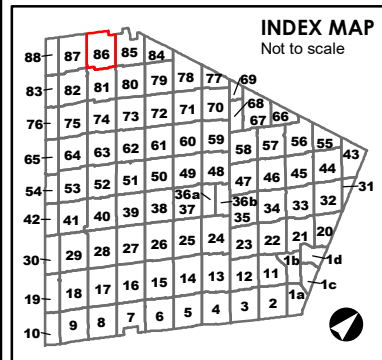 INDEX MAP
Not to scale
88 87 86 85 84
83 82 81 80 79 78 77 69
76 75 74 73 72 71 70 68 67 66
65 64 63 62 61 60 59 58 57 56 55 43
54 53 52 51 50 49 48 47 46 45 44 31
36a 36b
42 41 40 39 38 37 35 34 33 32
30 29 28 27 26 25 24 23 22 21 20
1b 1d
19 18 17 16 15 14 13 12 11 1c
10 9 8 7 6 5 4 3 2 1a